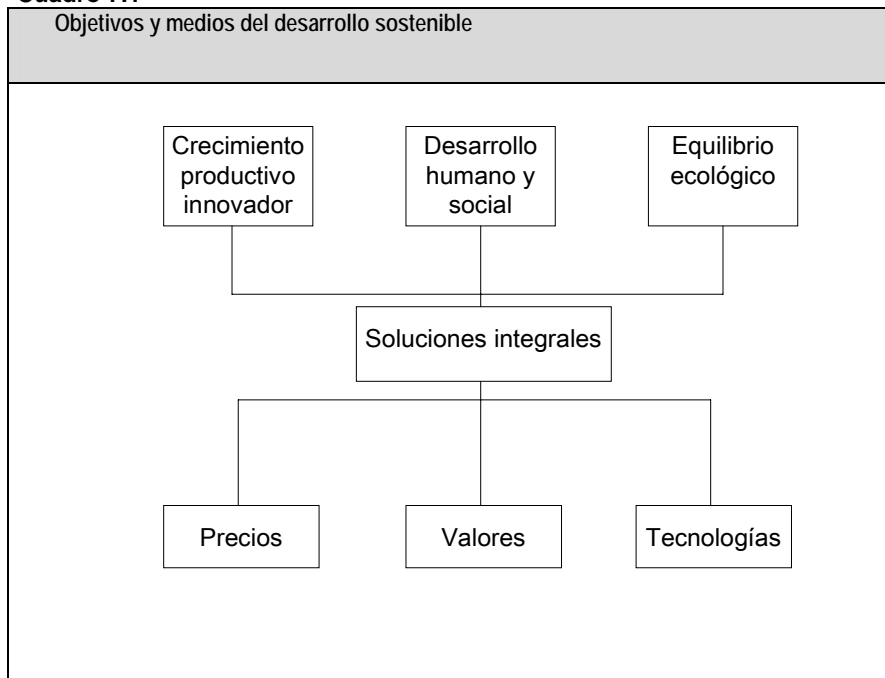 Objetivos y medios del desarrollo sostenible
Crecimiento
productivo
innovador
Desarrollo
humano y
social
Equilibrio
ecológico
Soluciones integrales
Precios
Valores
Tecnologías